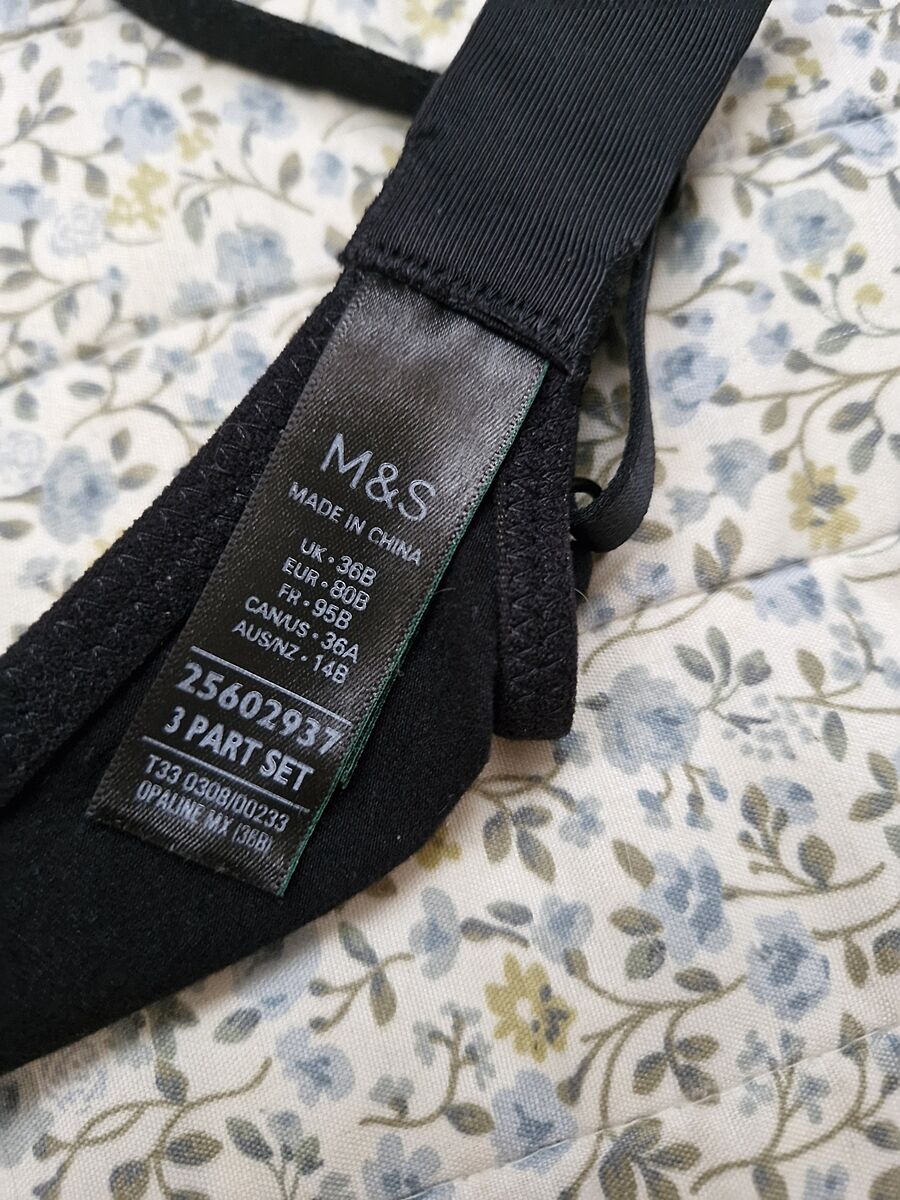 M&S
MADE IN CHINA
UK • 36B
EUR • 80B
FR • 95B
CAN/US • 36A
AUS/NZ • 14B
25602937
3 PART SET
T33 0308/00233
OPALINE MX (36B)